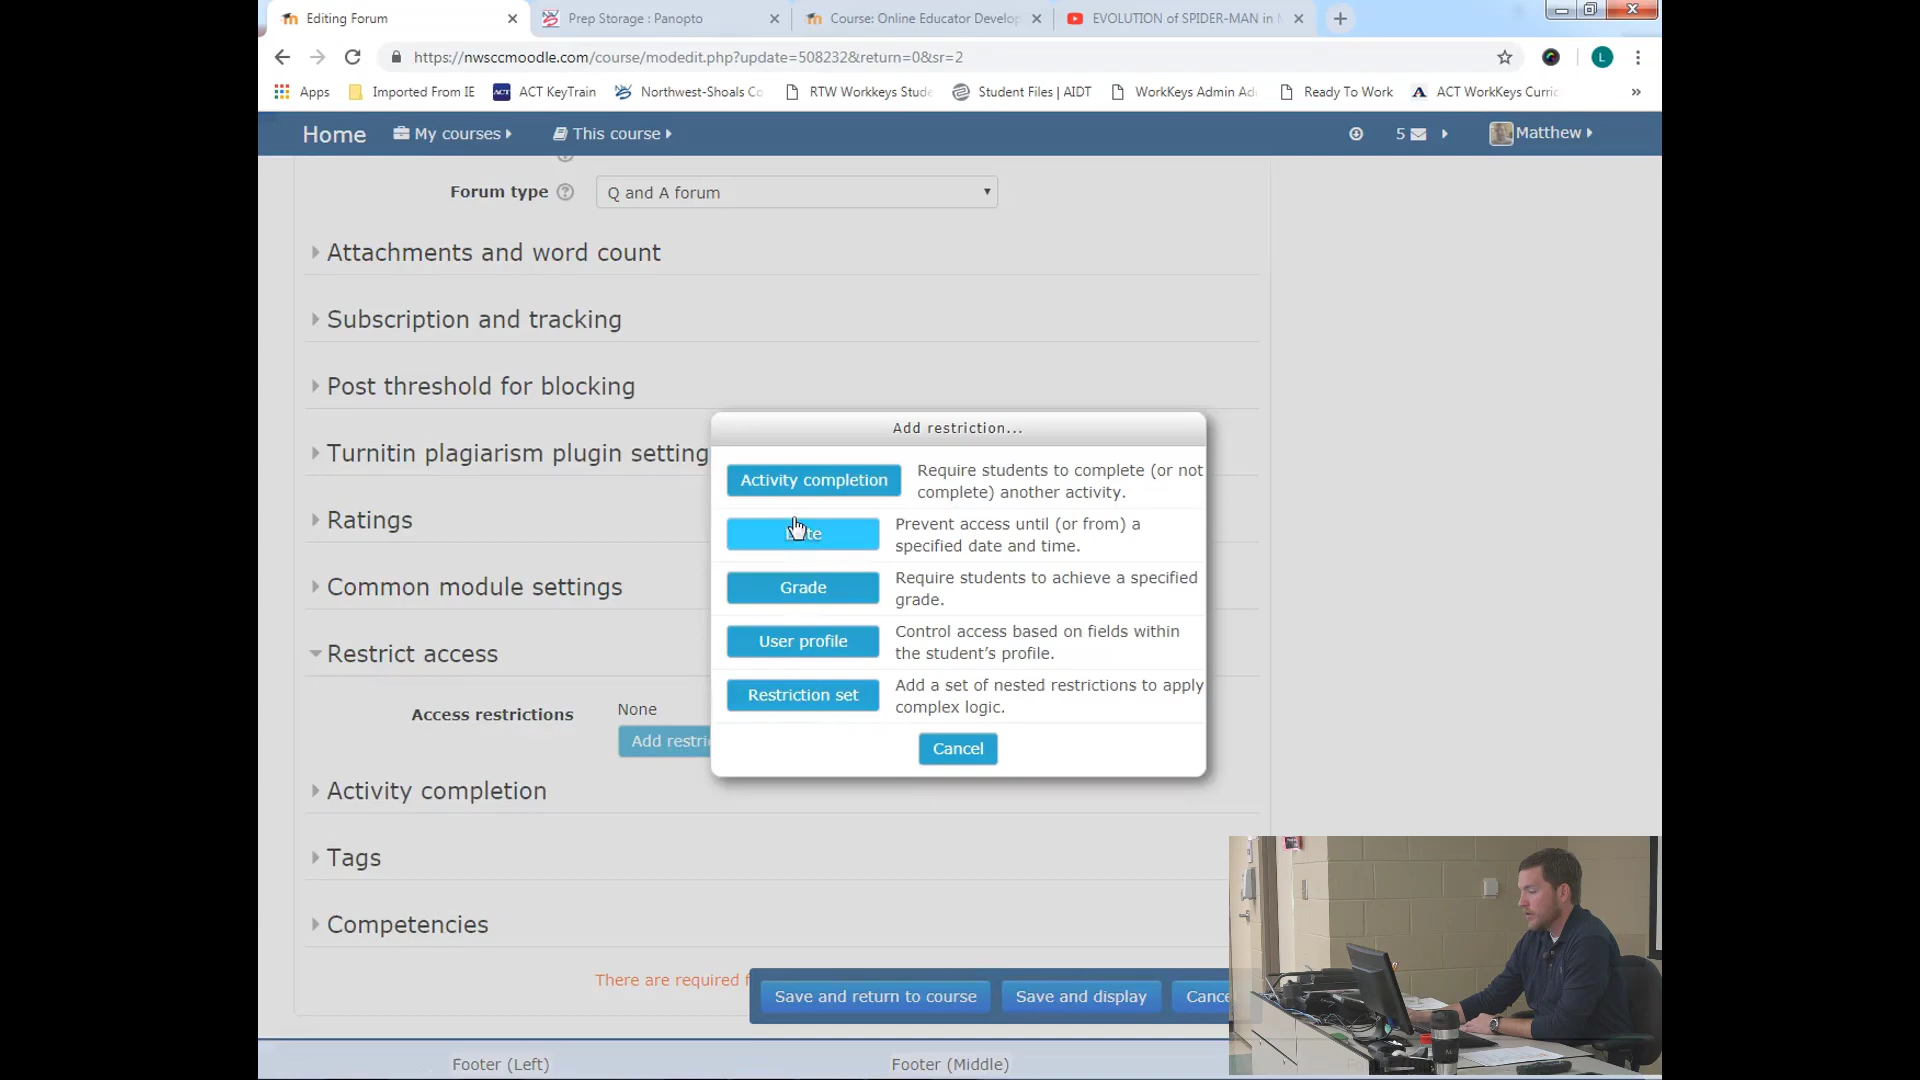 Editing Forum
Prep Storage : Panopto
Course: Online Educator Develop
EVOLUTION of SPIDER-MAN in
https://nwsccmoodle.com/course/modedit.php?update=508232&return=0&sr=2
L
Apps
Imported From IE
ACT KeyTrain
Northwest-Shoals Co
RTW Workkeys Stude
Student Files | AIDT
WorkKeys Admin Ad
Ready To Work
ACT WorkKeys Curric
»
Home
My courses
This course
5
Matthew
Forum type
Q and A forum
Attachments and word count
Subscription and tracking
Post threshold for blocking
Turnitin plagiarism plugin setting
Ratings
Common module settings
Restrict access
Access restrictions
None
Add restri
Add restriction...
Activity completion
Require students to complete (or not
complete) another activity.
te
Prevent access until (or from) a
specified date and time.
Grade
Require students to achieve a specified
grade.
User profile
Control access based on fields within
the student's profile.
Restriction set
Add a set of nested restrictions to apply
complex logic.
Cancel
Activity completion
Tags
Competencies
There are required f
Save and return to course
Save and display
Cance
Footer (Left)
Footer (Middle)